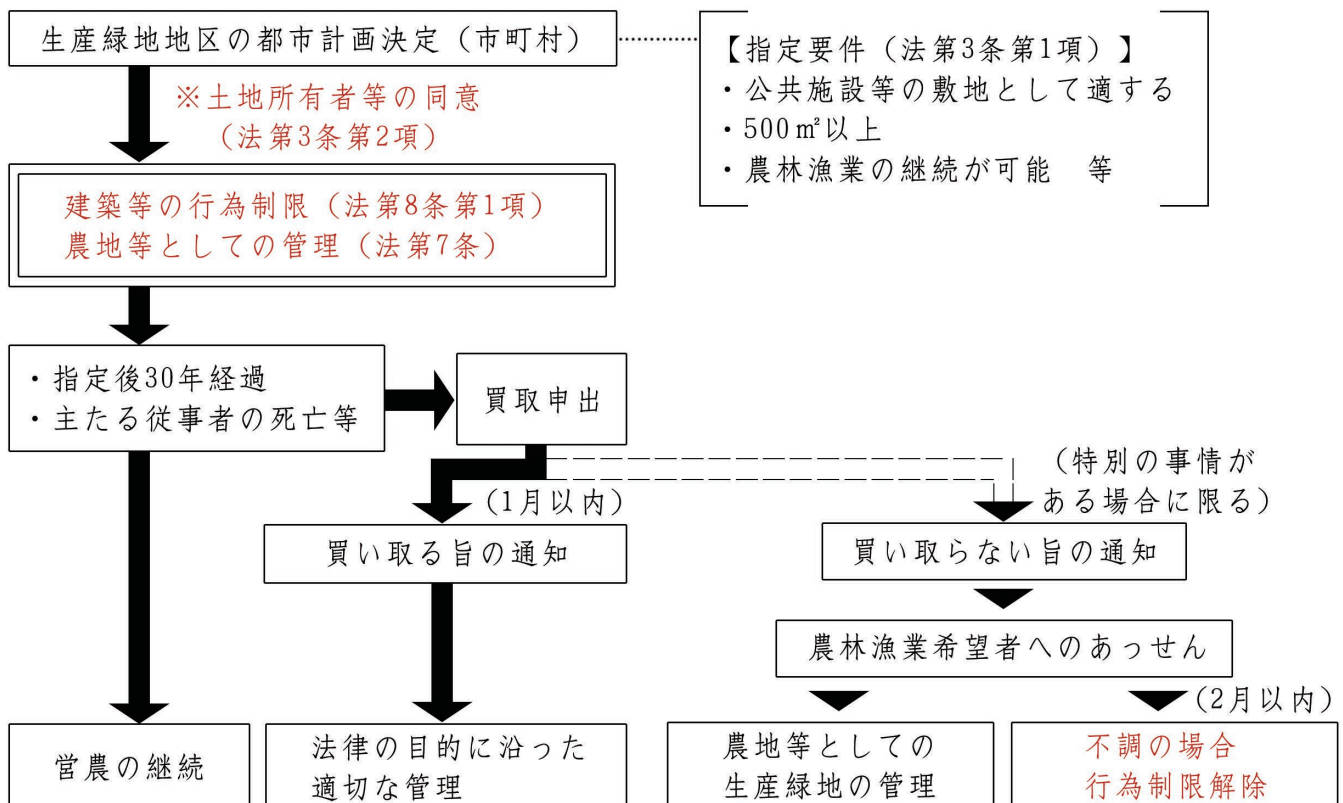 生産緑地地区の都市計画決定（市町村）
【指定要件（法第3条第1項）】
・公共施設等の敷地として適する
・500㎡以上
・農林漁業の継続が可能　等
※土地所有者等の同意
（法第3条第2項）
建築等の行為制限（法第8条第1項）
農地等としての管理（法第7条）
・指定後30年経過
・主たる従事者の死亡等
買取申出
（特別の事情が
ある場合に限る）
（1月以内）
買い取る旨の通知
買い取らない旨の通知
農林漁業希望者へのあっせん
（2月以内）
営農の継続
法律の目的に沿った
適切な管理
農地等としての
生産緑地の管理
不調の場合
行為制限解除